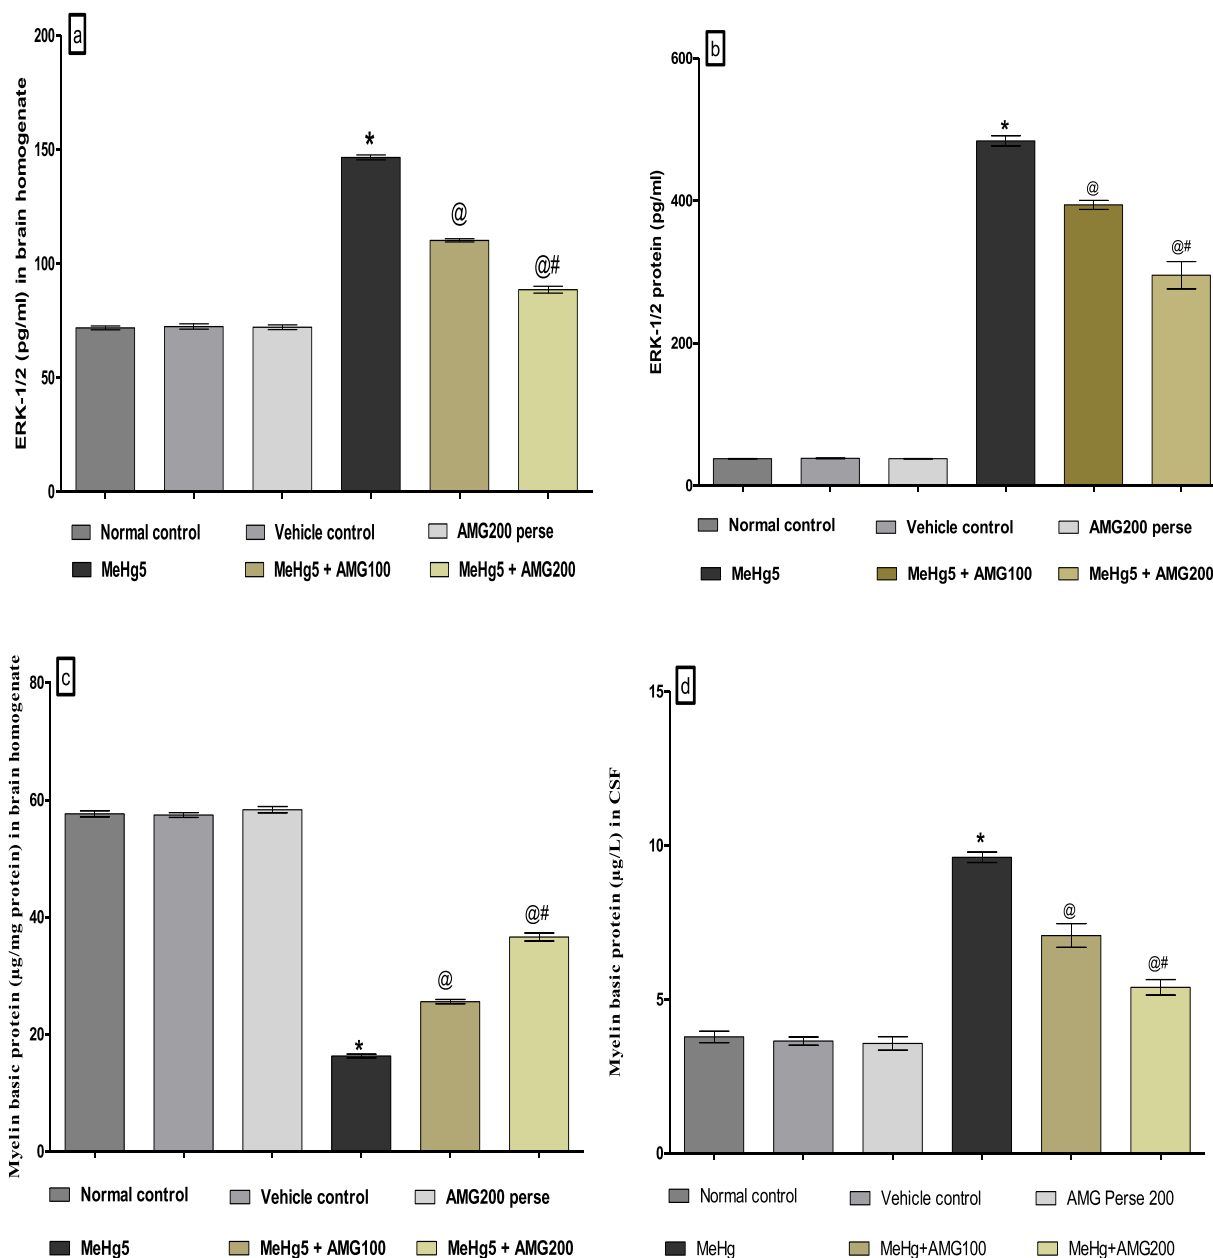 a
ERK-1/2 (pg/ml) in brain homogenate
200
150
100
50
0
*
@
@#
Normal control
Vehicle control
AMG200 perse
MeHg5
MeHg5 + AMG100
MeHg5 + AMG200
b
ERK-1/2 protein (pg/ml)
600
400
200
0
*
@
@#
Normal control
Vehicle control
AMG200 perse
MeHg5
MeHg5 + AMG100
MeHg5 + AMG200
c
Myelin basic protein (µg/mg protein) in brain homogenate
80
60
40
20
0
*
@
@#
Normal control
Vehicle control
AMG200 perse
MeHg5
MeHg5 + AMG100
MeHg5 + AMG200
d
Myelin basic protein (µg/L) in CSF
15
10
5
0
*
@
@#
Normal control
Vehicle control
AMG Perse 200
MeHg
MeHg+AMG100
MeHg+AMG200